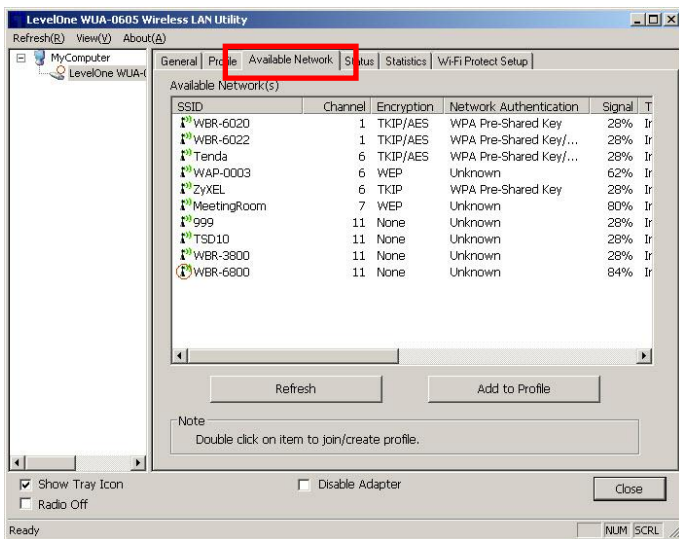 LevelOne WUA-0605 Wireless LAN Utility
Refresh(R) View(V) About(A)
MyComputer
LevelOne WUA-(
General Profile Available Network Status Statistics Wi-Fi Protect Setup
Available Network(s)
SSID Channel Encryption Network Authentication Signal T
WBR-6020 1 TKIP/AES WPA Pre-Shared Key 28% Ir
WBR-6022 1 TKIP/AES WPA Pre-Shared Key/... 28% Ir
Tenda 6 TKIP/AES WPA Pre-Shared Key/... 28% Ir
WAP-0003 6 WEP Unknown 62% Ir
ZyXEL 6 TKIP WPA Pre-Shared Key 28% Ir
MeetingRoom 7 WEP Unknown 80% Ir
999 11 None Unknown 28% Ir
TSD10 11 None Unknown 28% Ir
WBR-3800 11 None Unknown 28% Ir
WBR-6800 11 None Unknown 84% Ir
Refresh Add to Profile
Note
Double click on item to join/create profile.
Show Tray Icon Disable Adapter Close
Radio Off
Ready NUM SCRL